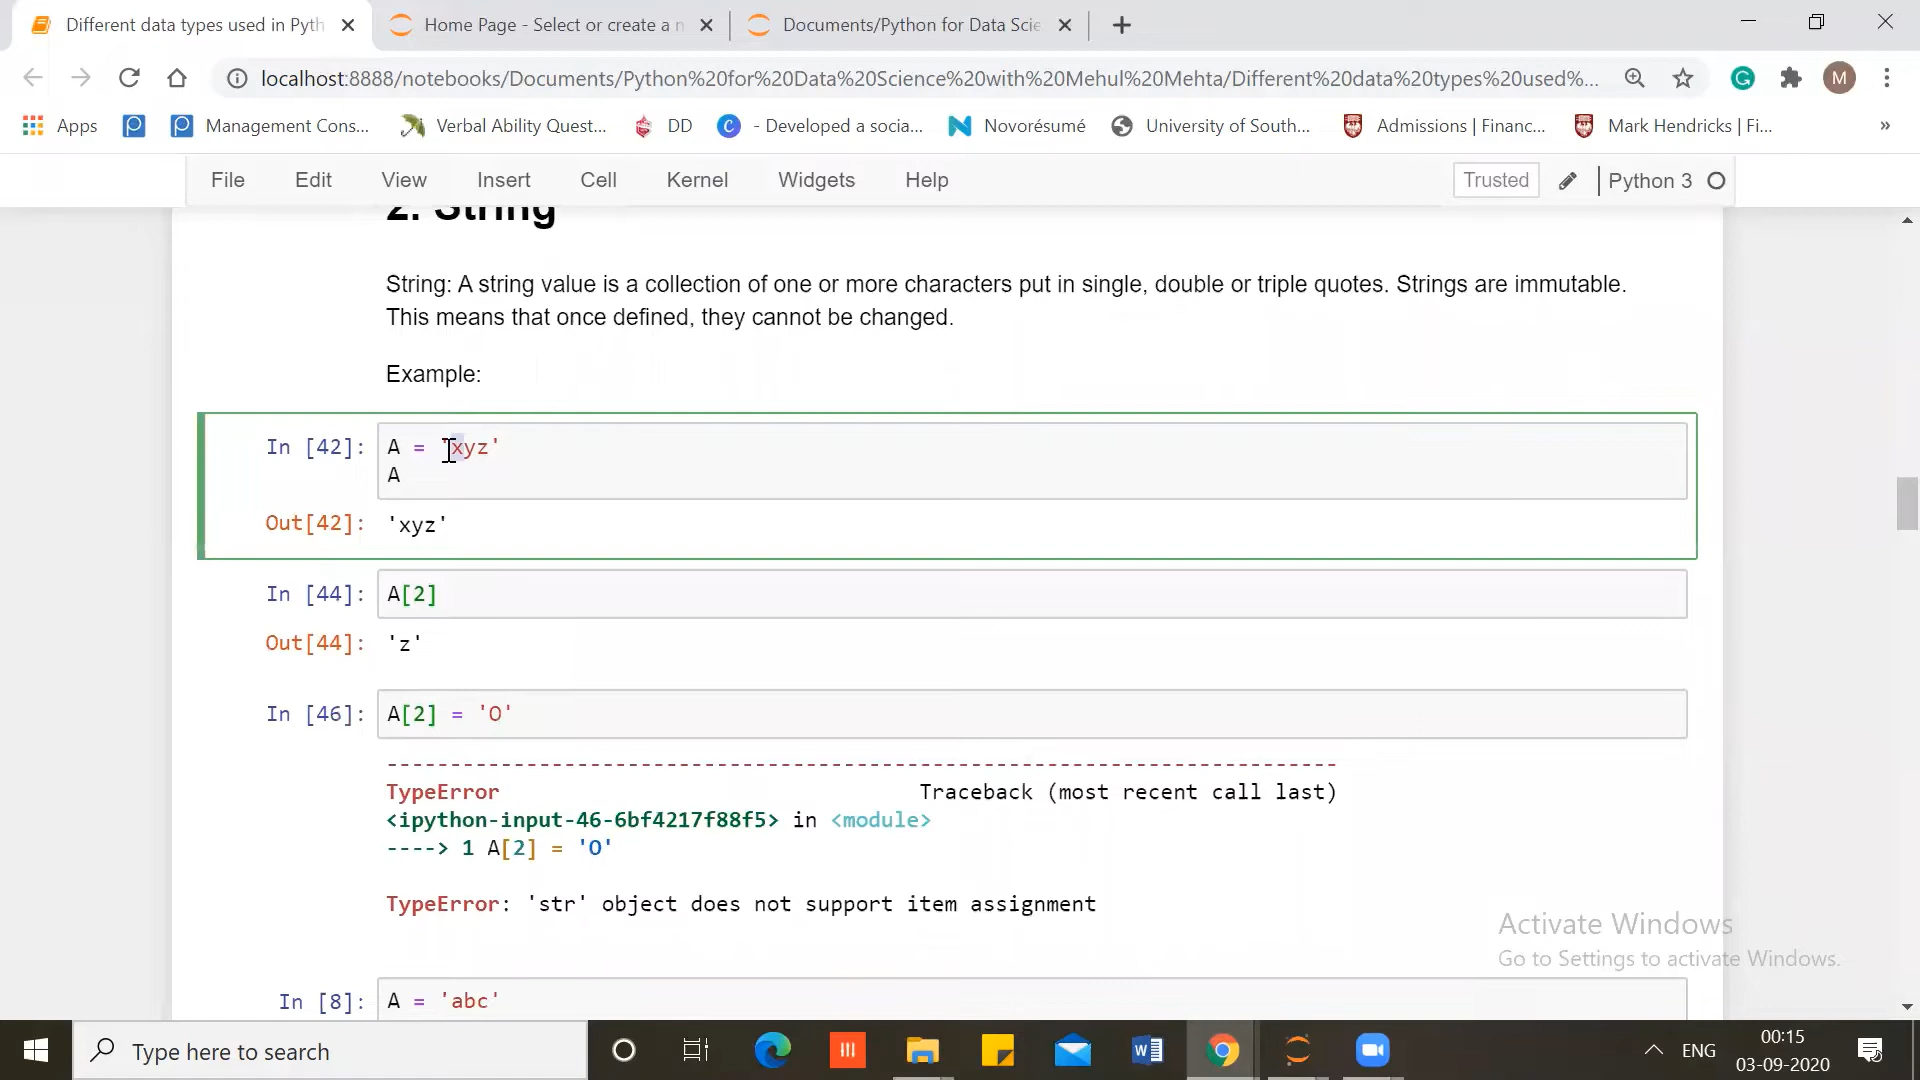 Different data types used in Pyth
Home Page - Select or create a n
Documents/Python for Data Scie
localhost:8888/notebooks/Documents/Python%20for%20Data%20Science%20with%20Mehul%20Mehta/Different%20data%20types%20used%...
M
Apps
Management Cons...
Verbal Ability Quest...
DD
- Developed a socia...
Novorésumé
University of South...
Admissions | Financ...
Mark Hendricks | Fi...
»
File Edit View Insert Cell Kernel Widgets Help
Trusted
Python 3
2. String
String: A string value is a collection of one or more characters put in single, double or triple quotes. Strings are immutable.
This means that once defined, they cannot be changed.
Example:
In [42]: A = 'xyz'
A
Out[42]: 'xyz'
In [44]: A[2]
Out[44]: 'z'
In [46]: A[2] = 'O'
---------------------------------------------------------------------------
TypeError Traceback (most recent call last)
<ipython-input-46-6bf4217f88f5> in <module>
----> 1 A[2] = 'O'
TypeError: 'str' object does not support item assignment
Activate Windows
Go to Settings to activate Windows.
In [8]: A = 'abc'
Type here to search
ENG
00:15
03-09-2020